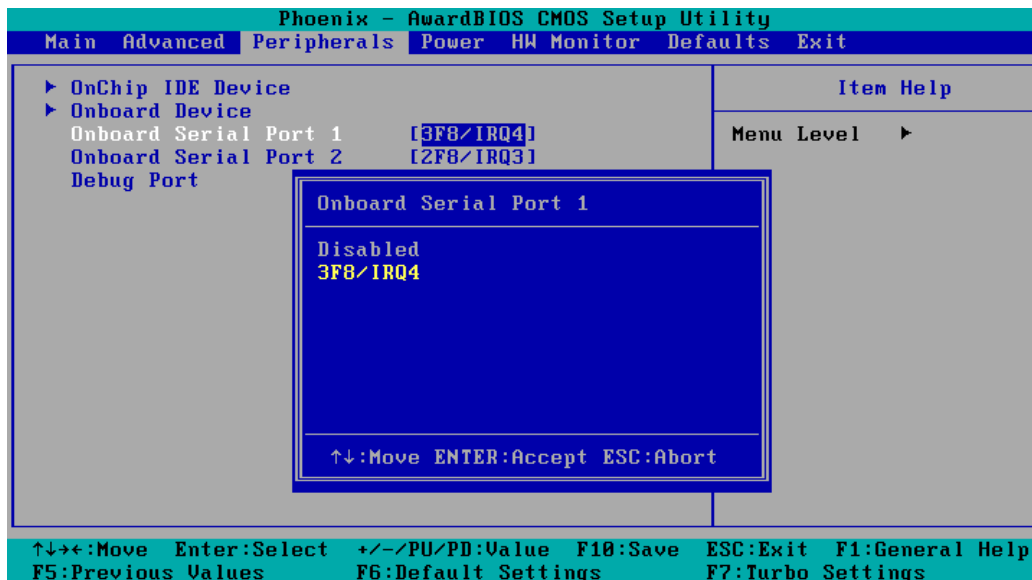 Phoenix - AwardBIOS CMOS Setup Utility
Main Advanced Peripherals Power HW Monitor Defaults Exit
▶ OnChip IDE Device
▶ Onboard Device
Onboard Serial Port 1 [3F8/IRQ4]
Onboard Serial Port 2 [2F8/IRQ3]
Debug Port
Item Help
Menu Level ▶
Onboard Serial Port 1
Disabled
3F8/IRQ4
↑↓:Move ENTER:Accept ESC:Abort
↑↓→←:Move Enter:Select +/-/PU/PD:Value F10:Save ESC:Exit F1:General Help
F5:Previous Values F6:Default Settings F7:Turbo Settings